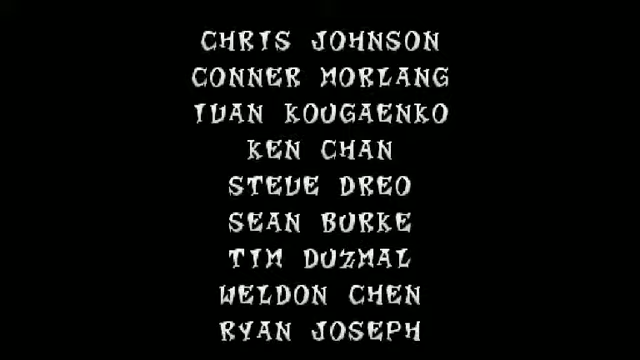 CHRIS JOHNSON
CONNER MORLANG
IVAN KOUGAENKO
KEN CHAN
STEVE DREO
SEAN BURKE
TIM DUZMAL
WELDON CHEN
RYAN JOSEPH